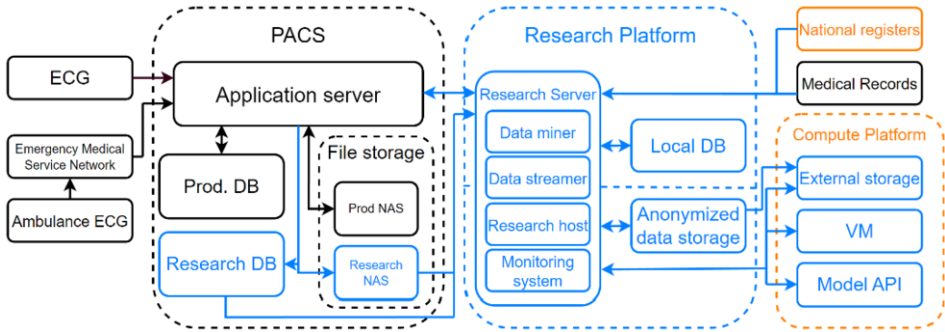 PACS
Research Platform
National registers
ECG
Application server
Research Server
Medical Records
Data miner
Compute Platform
Emergency Medical
Service Network
File storage
Local DB
Prod. DB
Data streamer
External storage
Ambulance ECG
Prod NAS
Research host
Anonymized
data storage
VM
Research DB
Research
NAS
Monitoring
system
Model API